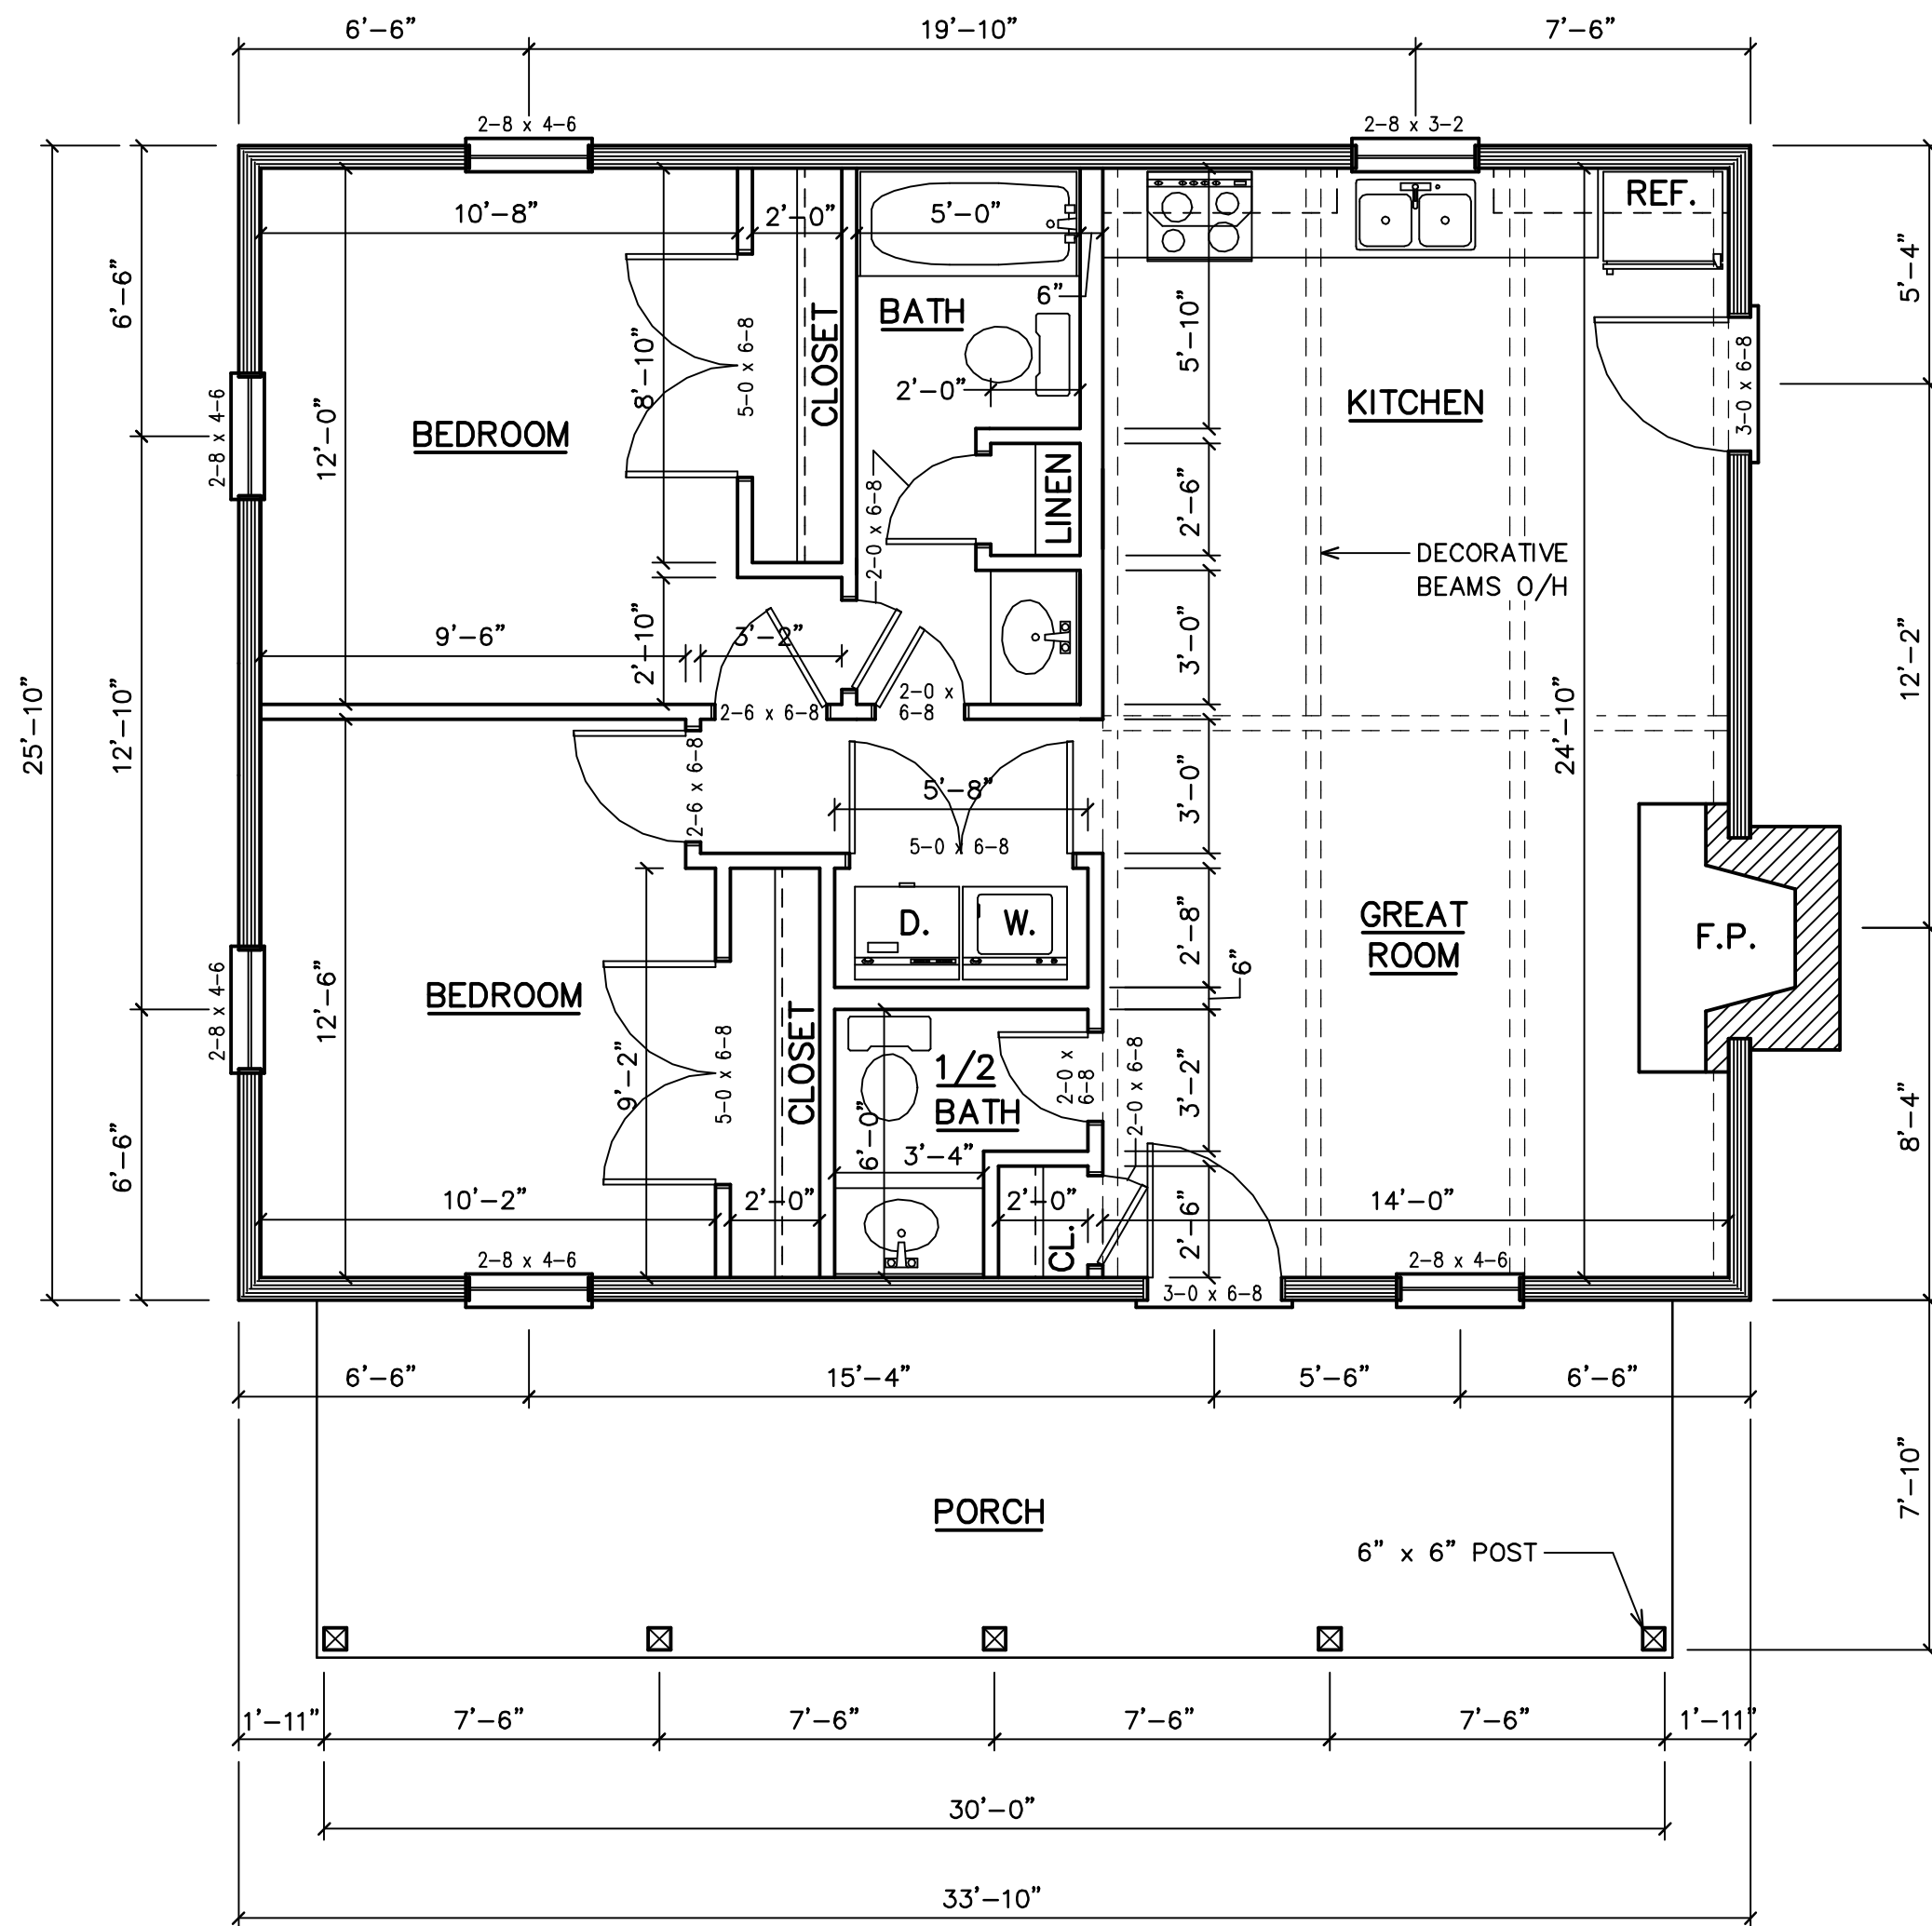 6'-6"
19'-10"
7'-6"
2-8 x 4-6
2-8 x 3-2
REF.
10'-8"
2'-0"
5'-0"
6'-6"
5'-4"
6"
BATH
5'-10"
8'-10"
5-0 x 6-8
CLOSET
3-0 x 6-8
2'-0"
KITCHEN
2-8 x 4-6
12'-0"
BEDROOM
LINEN
2'-6"
2-0 x 6-8
DECORATIVE
BEAMS O/H
9'-6"
2'-10"
3'-2"
3'-0"
12'-2"
2-0 x
6-8
2-6 x 6-8
25'-10"
12'-10"
24'-10"
2-6 x 6-8
5'-8"
3'-0"
5-0 x 6-8
D.
W.
GREAT
ROOM
F.P.
2'-8"
6"
12'-6"
BEDROOM
2-8 x 4-6
9'-2"
5-0 x 6-8
CLOSET
1/2
BATH
2-0 x
6-8
2-0 x 6-8
3'-2"
8'-4"
6'-6"
6'-0"
3'-4"
10'-2"
2'-0"
2'-0"
CL.
2'-6"
14'-0"
2-8 x 4-6
3-0 x 6-8
2-8 x 4-6
6'-6"
15'-4"
5'-6"
6'-6"
7'-10"
PORCH
6" x 6" POST
1'-11"
7'-6"
7'-6"
7'-6"
7'-6"
1'-11"
30'-0"
33'-10"